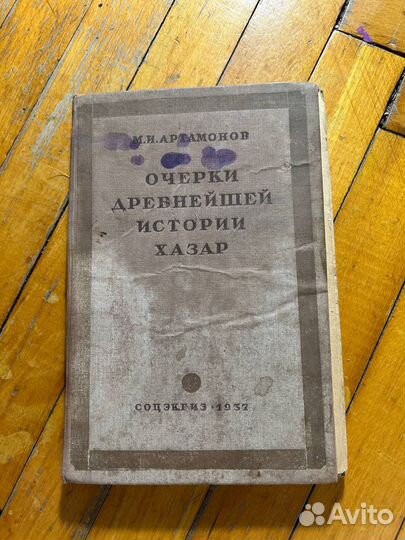 М.И.АРТАМОНОВ
ОЧЕРКИ
ДРЕВНЕЙШЕЙ
ИСТОРИИ
ХАЗАР
СОЦЭКГИЗ • 1937
Avito